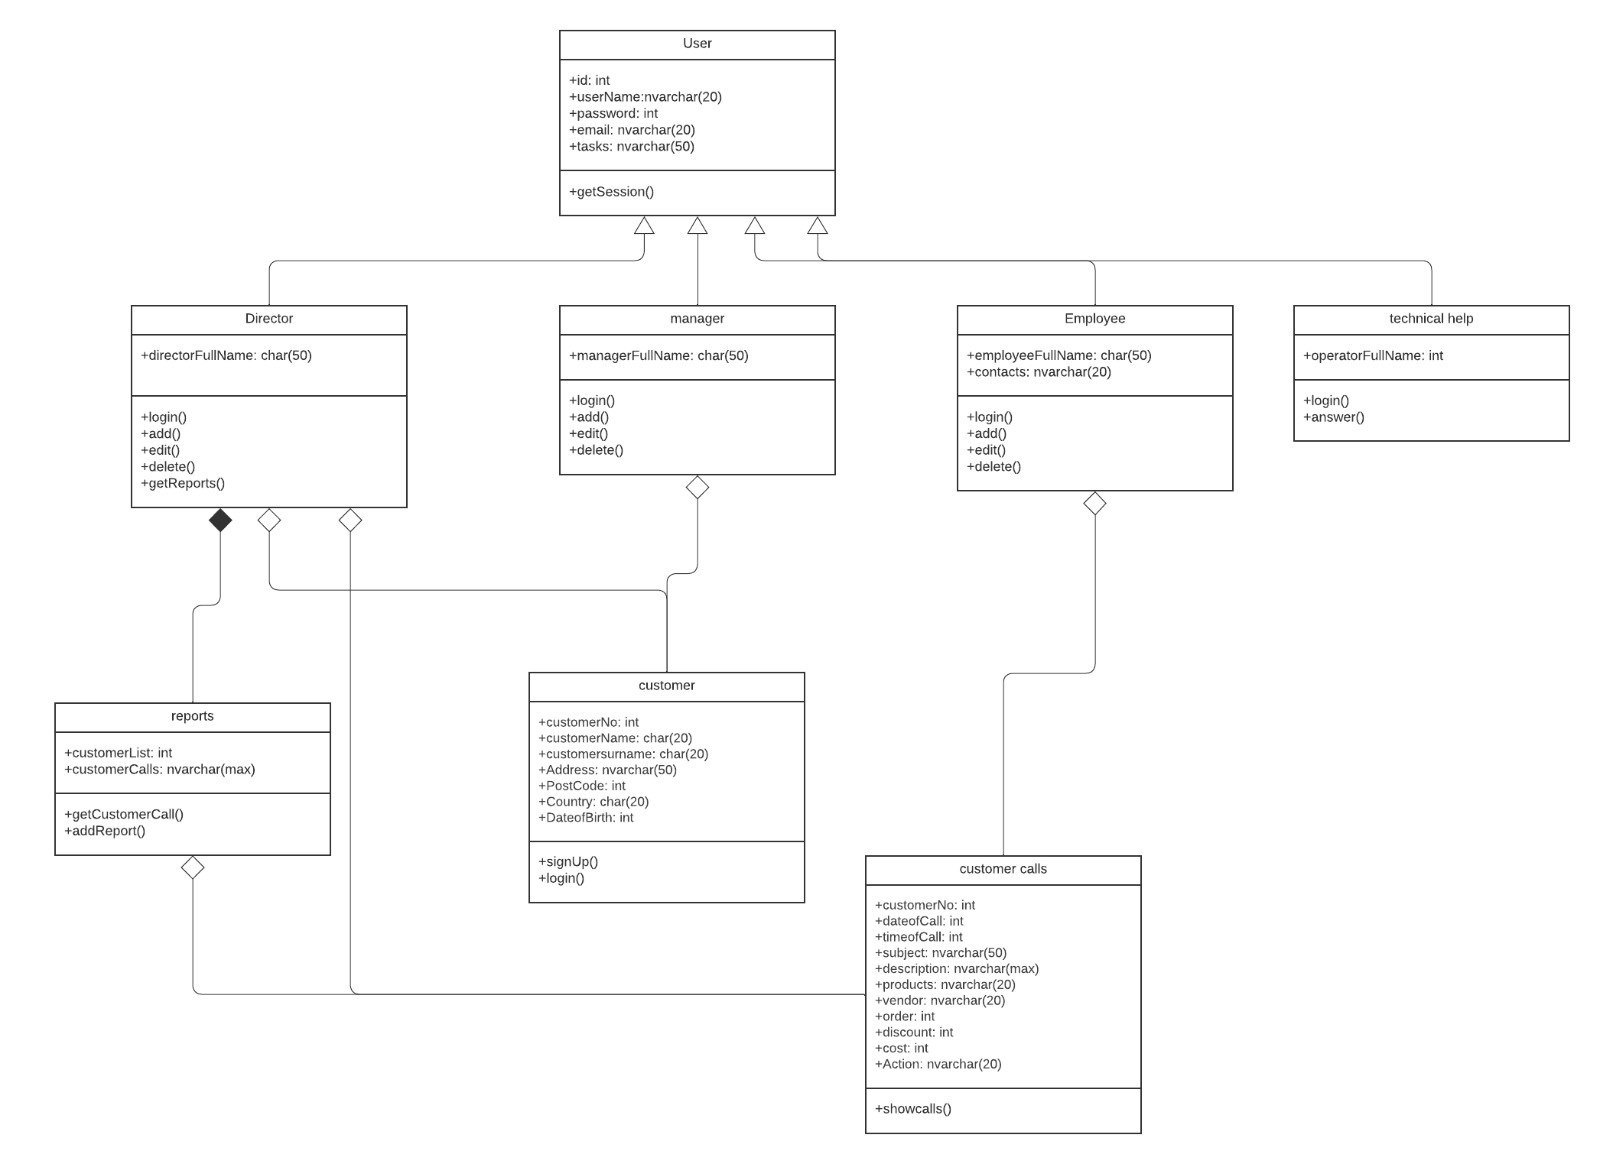 User
+id: int
+userName:nvarchar(20)
+password: int
+email: nvarchar(20)
+tasks: nvarchar(50)
+getSession()
Director
+directorFullName: char(50)
+login()
+add()
+edit()
+delete()
+getReports()
manager
+managerFullName: char(50)
+login()
+add()
+edit()
+delete()
Employee
+employeeFullName: char(50)
+contacts: nvarchar(20)
+login()
+add()
+edit()
+delete()
technical help
+operatorFullName: int
+login()
+answer()
reports
+customerList: int
+customerCalls: nvarchar(max)
+getCustomerCall()
+addReport()
customer
+customerNo: int
+customerName: char(20)
+customersurname: char(20)
+Address: nvarchar(50)
+PostCode: int
+Country: char(20)
+DateofBirth: int
+signUp()
+login()
customer calls
+customerNo: int
+dateofCall: int
+timeofCall: int
+subject: nvarchar(50)
+description: nvarchar(max)
+products: nvarchar(20)
+vendor: nvarchar(20)
+order: int
+discount: int
+cost: int
+Action: nvarchar(20)
+showcalls()